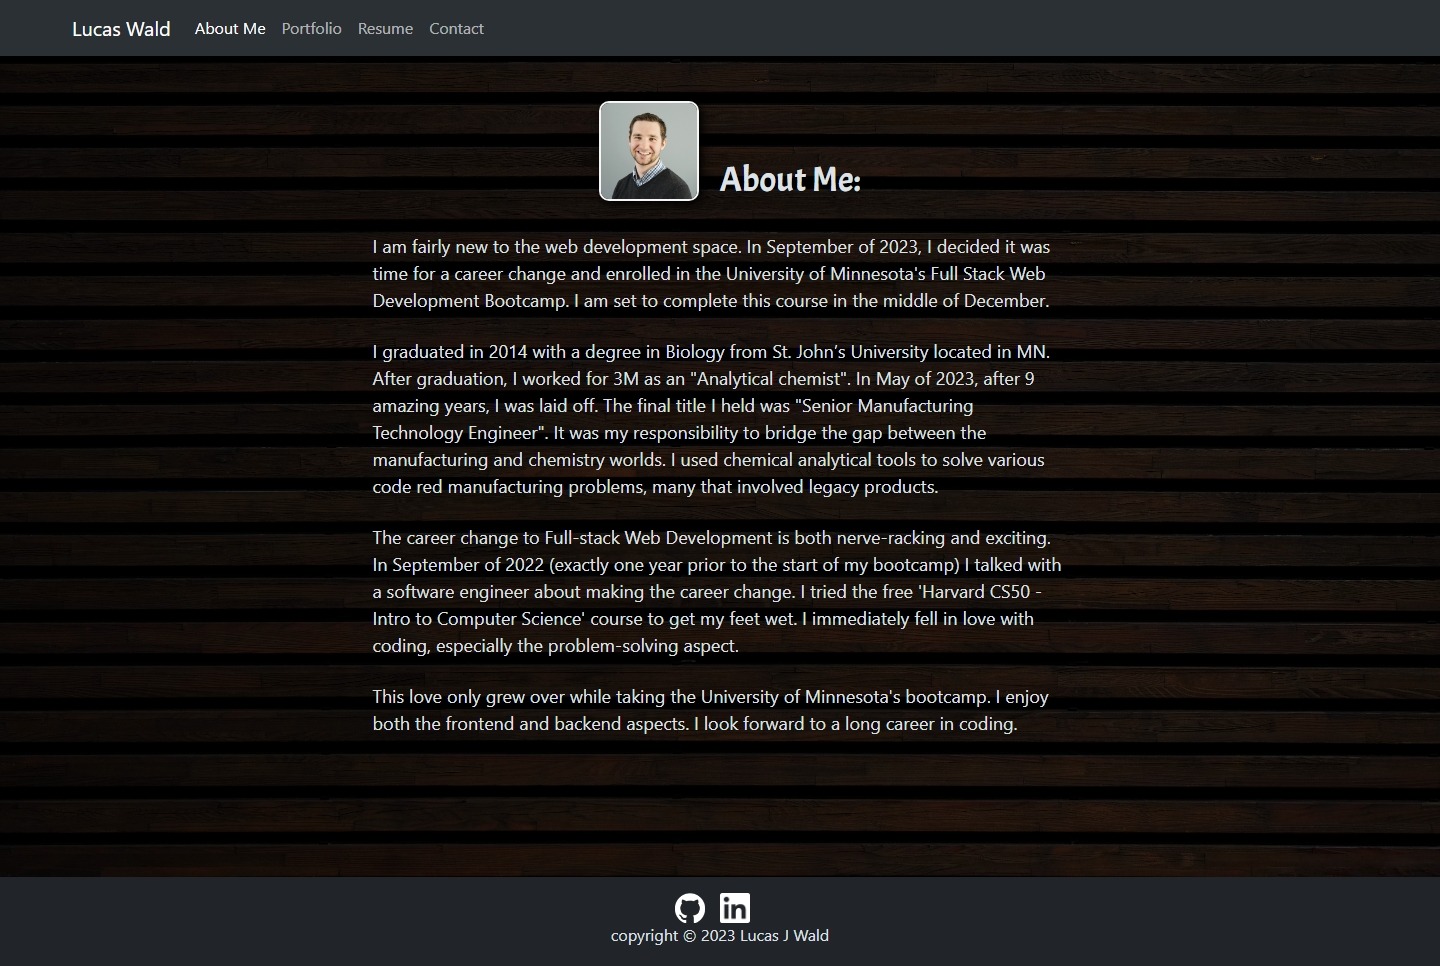 Lucas Wald About Me Portfolio Resume Contact
About Me:
I am fairly new to the web development space. In September of 2023, I decided it was
time for a career change and enrolled in the University of Minnesota's Full Stack Web
Development Bootcamp. I am set to complete this course in the middle of December.
I graduated in 2014 with a degree in Biology from St. John’s University located in MN.
After graduation, I worked for 3M as an "Analytical chemist". In May of 2023, after 9
amazing years, I was laid off. The final title I held was "Senior Manufacturing
Technology Engineer". It was my responsibility to bridge the gap between the
manufacturing and chemistry worlds. I used chemical analytical tools to solve various
code red manufacturing problems, many that involved legacy products.
The career change to Full-stack Web Development is both nerve-racking and exciting.
In September of 2022 (exactly one year prior to the start of my bootcamp) I talked with
a software engineer about making the career change. I tried the free 'Harvard CS50 -
Intro to Computer Science' course to get my feet wet. I immediately fell in love with
coding, especially the problem-solving aspect.
This love only grew over while taking the University of Minnesota's bootcamp. I enjoy
both the frontend and backend aspects. I look forward to a long career in coding.
in
copyright © 2023 Lucas J Wald